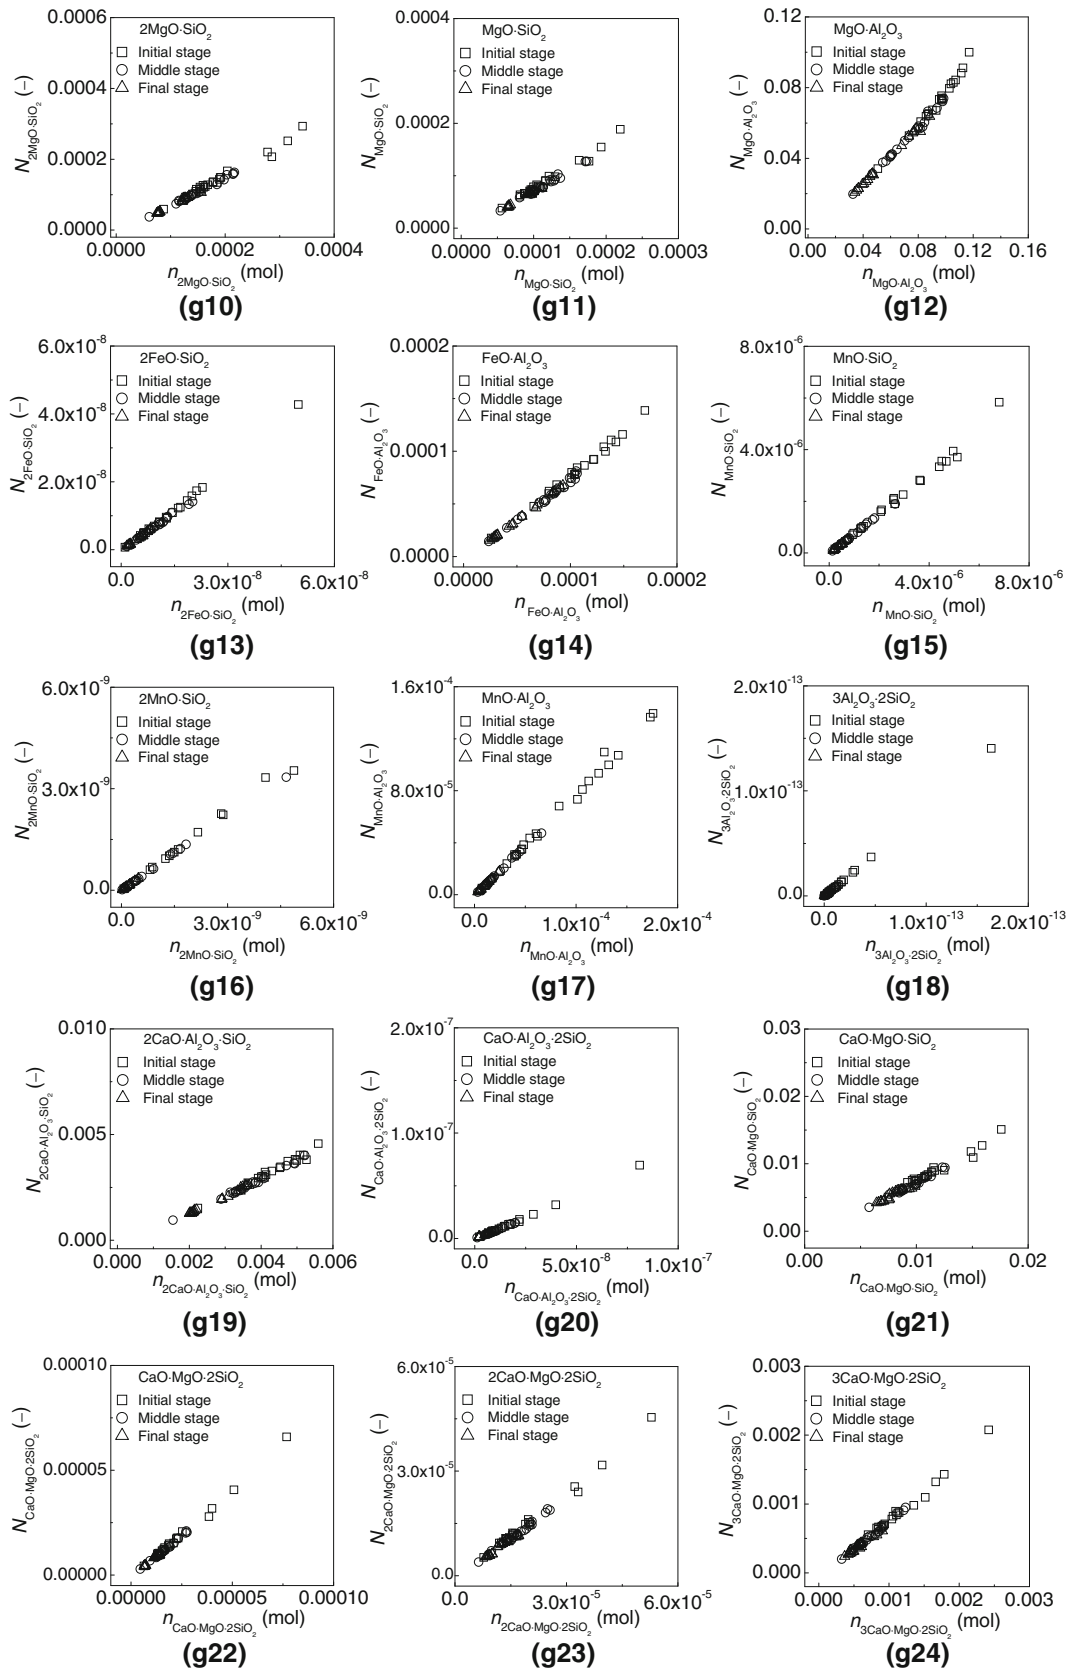 2MgO·SiO₂
Initial stage
Middle stage
Final stage
0.0006
0.0004
0.0002
0.0000
N2MgO·SiO₂ (−)
0.0000 0.0002 0.0004
n2MgO·SiO₂ (mol)
(g10)
MgO·SiO₂
Initial stage
Middle stage
Final stage
0.0004
0.0002
0.0000
NMgO·SiO₂ (−)
0.0000 0.0001 0.0002 0.0003
nMgO·SiO₂ (mol)
(g11)
MgO·Al₂O₃
Initial stage
Middle stage
Final stage
0.12
0.08
0.04
0.00
NMgO·Al₂O₃ (−)
0.00 0.04 0.08 0.12 0.16
nMgO·Al₂O₃ (mol)
(g12)
2FeO·SiO₂
Initial stage
Middle stage
Final stage
6.0x10⁻⁸
4.0x10⁻⁸
2.0x10⁻⁸
0.0
N2FeO·SiO₂ (−)
0.0 3.0x10⁻⁸ 6.0x10⁻⁸
n2FeO·SiO₂ (mol)
(g13)
FeO·Al₂O₃
Initial stage
Middle stage
Final stage
0.0002
0.0001
0.0000
NFeO·Al₂O₃ (−)
0.0000 0.0001 0.0002
nFeO·Al₂O₃ (mol)
(g14)
MnO·SiO₂
Initial stage
Middle stage
Final stage
8.0x10⁻⁶
4.0x10⁻⁶
0.0
NMnO·SiO₂ (−)
0.0 4.0x10⁻⁶ 8.0x10⁻⁶
nMnO·SiO₂ (mol)
(g15)
2MnO·SiO₂
Initial stage
Middle stage
Final stage
6.0x10⁻⁹
3.0x10⁻⁹
0.0
N2MnO·SiO₂ (−)
0.0 3.0x10⁻⁹ 6.0x10⁻⁹
n2MnO·SiO₂ (mol)
(g16)
MnO·Al₂O₃
Initial stage
Middle stage
Final stage
1.6x10⁻⁴
8.0x10⁻⁵
0.0
NMnO·Al₂O₃ (−)
0.0 1.0x10⁻⁴ 2.0x10⁻⁴
nMnO·Al₂O₃ (mol)
(g17)
3Al₂O₃·2SiO₂
Initial stage
Middle stage
Final stage
2.0x10⁻¹³
1.0x10⁻¹³
0.0
N3Al₂O₃·2SiO₂ (−)
0.0 1.0x10⁻¹³ 2.0x10⁻¹³
n3Al₂O₃·2SiO₂ (mol)
(g18)
2CaO·Al₂O₃·SiO₂
Initial stage
Middle stage
Final stage
0.010
0.005
0.000
N2CaO·Al₂O₃·SiO₂ (−)
0.000 0.002 0.004 0.006
n2CaO·Al₂O₃·SiO₂ (mol)
(g19)
CaO·Al₂O₃·2SiO₂
Initial stage
Middle stage
Final stage
2.0x10⁻⁷
1.0x10⁻⁷
0.0
NCaO·Al₂O₃·2SiO₂ (−)
0.0 5.0x10⁻⁸ 1.0x10⁻⁷
nCaO·Al₂O₃·2SiO₂ (mol)
(g20)
CaO·MgO·SiO₂
Initial stage
Middle stage
Final stage
0.03
0.02
0.01
0.00
NCaO·MgO·SiO₂ (−)
0.00 0.01 0.02
nCaO·MgO·SiO₂ (mol)
(g21)
CaO·MgO·2SiO₂
Initial stage
Middle stage
Final stage
0.00010
0.00005
0.00000
NCaO·MgO·2SiO₂ (−)
0.00000 0.00005 0.00010
nCaO·MgO·2SiO₂ (mol)
(g22)
2CaO·MgO·2SiO₂
Initial stage
Middle stage
Final stage
6.0x10⁻⁵
3.0x10⁻⁵
0.0
N2CaO·MgO·2SiO₂ (−)
0.0 3.0x10⁻⁵ 6.0x10⁻⁵
n2CaO·MgO·2SiO₂ (mol)
(g23)
3CaO·MgO·2SiO₂
Initial stage
Middle stage
Final stage
0.003
0.002
0.001
0.000
N3CaO·MgO·2SiO₂ (−)
0.000 0.001 0.002 0.003
n3CaO·MgO·2SiO₂ (mol)
(g24)